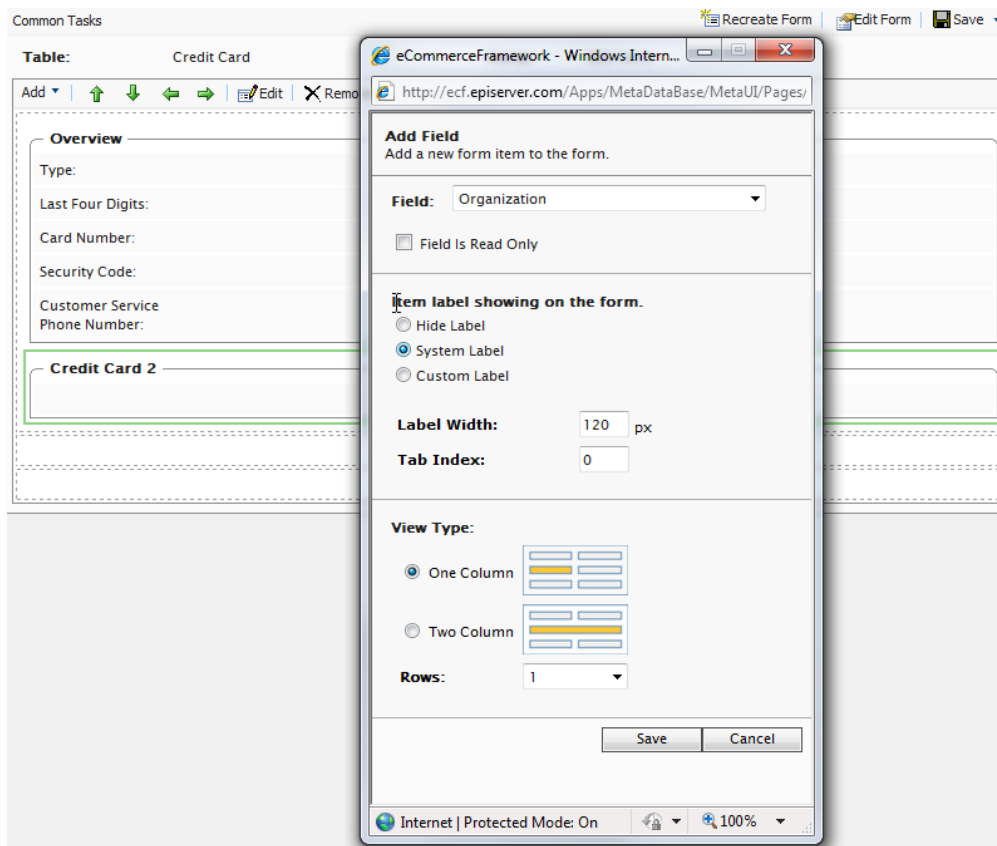 Common Tasks
Recreate Form
Edit Form
Save
Table: Credit Card
Add
Edit
Remo
Overview
Type:
Last Four Digits:
Card Number:
Security Code:
Customer Service
Phone Number:
Credit Card 2
eCommerceFramework - Windows Intern...
http://ecf.episerver.com/Apps/MetaDataBase/MetaUI/Pages/
Add Field
Add a new form item to the form.
Field: Organization
Field Is Read Only
Item label showing on the form.
Hide Label
System Label
Custom Label
Label Width: 120 px
Tab Index: 0
View Type:
One Column
Two Column
Rows: 1
Save Cancel
Internet | Protected Mode: On
100%